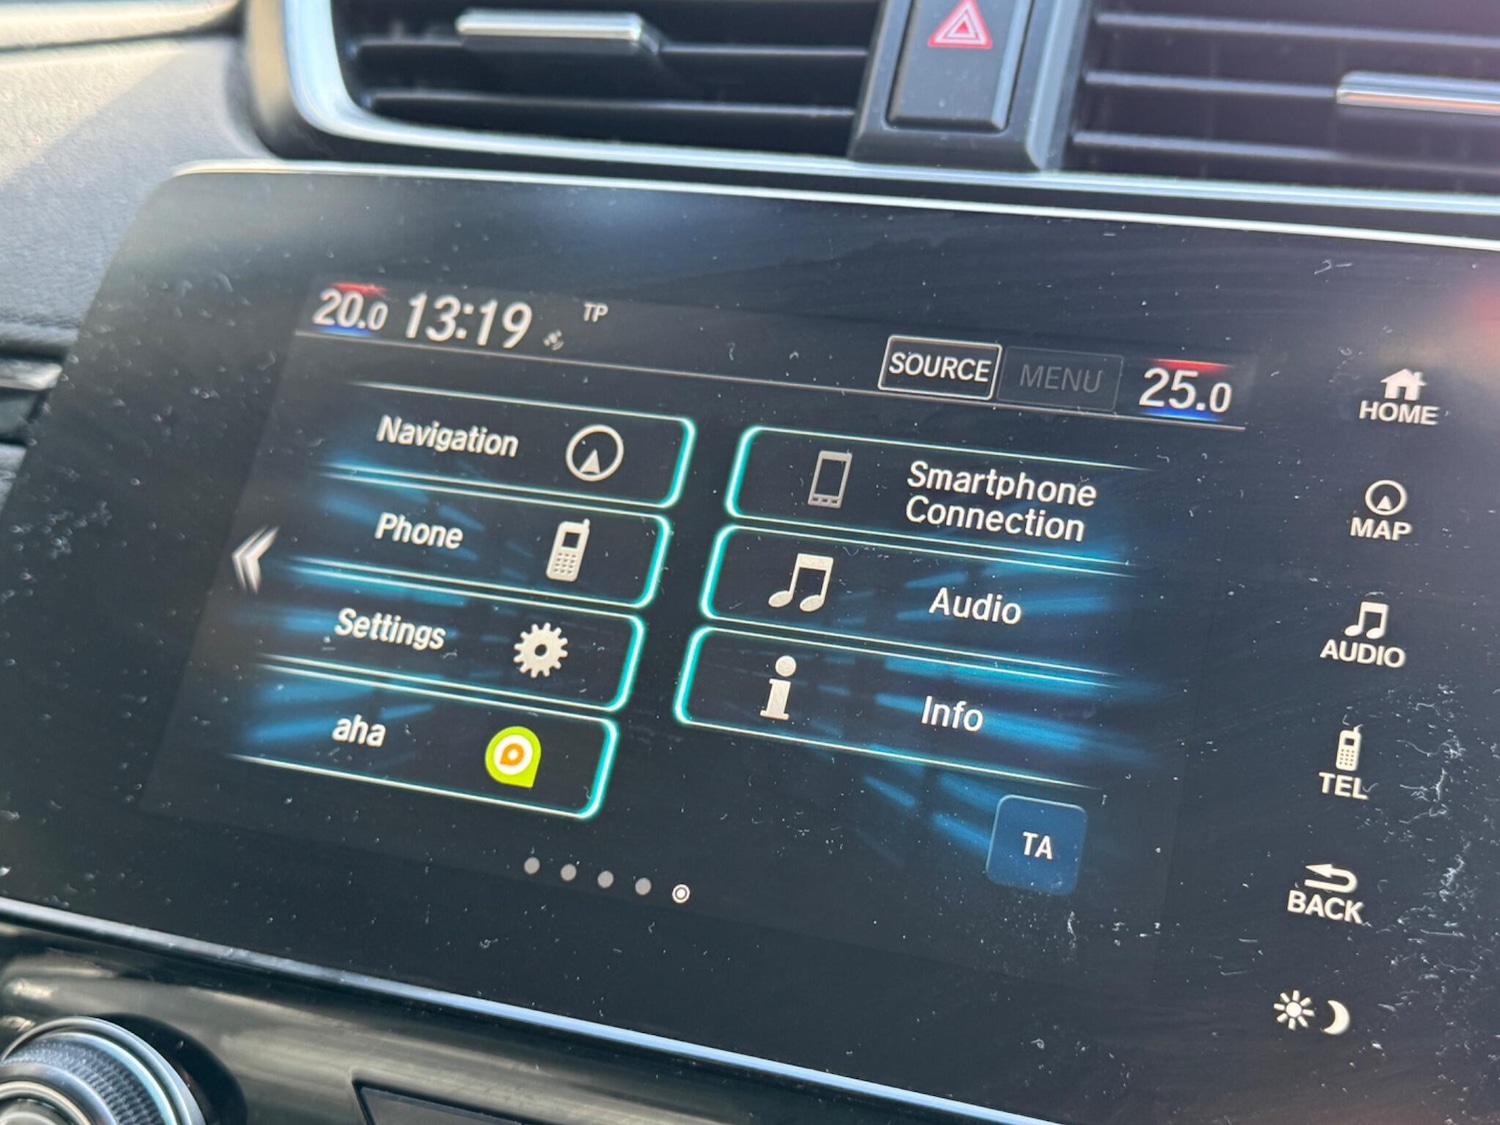 20.0 13:19 TP
SOURCE MENU 25.0
Navigation
Phone
Settings
aha
Smartphone
Connection
Audio
Info
TA
HOME
MAP
AUDIO
TEL
BACK